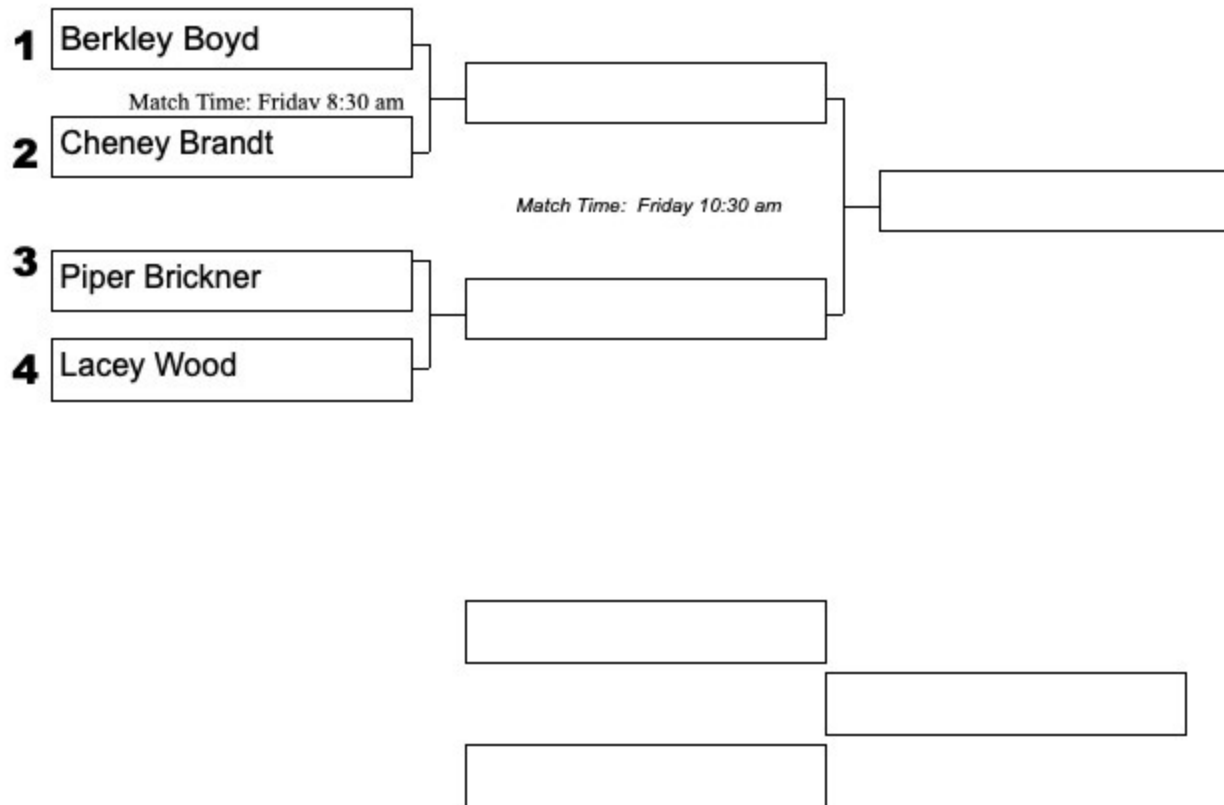 1 Berkley Boyd
Match Time: Friday 8:30 am
2 Cheney Brandt
Match Time: Friday 10:30 am
3 Piper Brickner
4 Lacey Wood